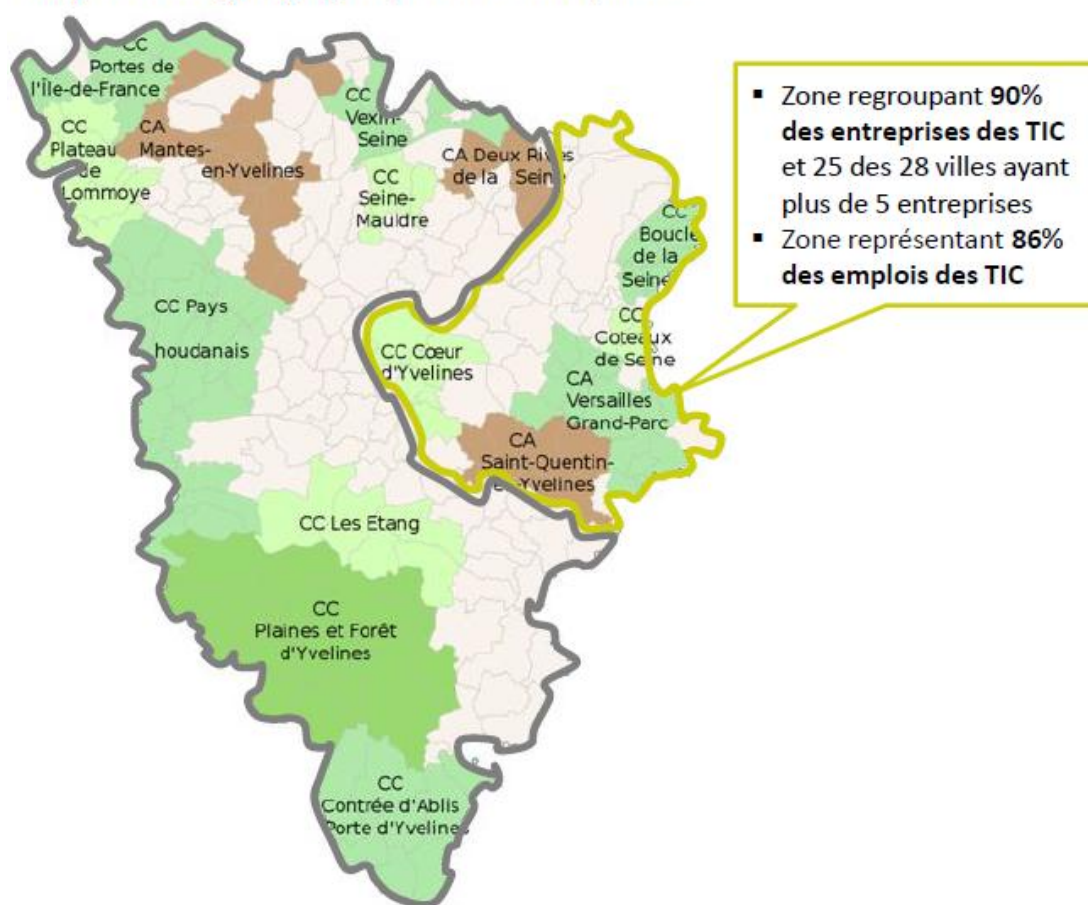 CC
Portes de
l'Île-de-France
CC
Plateau
de
Lommoye
CA
Mantes-
en-Yvelines
CC
Vexin-
Seine
CA Deux Rives
de la Seine
CC
Seine-
Mauldre
CC
Boucle
de la
Seine
CC Pays
houdanais
CC Cœur
d'Yvelines
CC
Coteaux
de Seine
CA
Versailles
Grand-Parc
CA
Saint-Quentin-
en-Yvelines
CC Les Etang
CC
Plaines et Forêt
d'Yvelines
CC
Contrée d'Ablis
Porte d'Yvelines
▪ Zone regroupant 90%
des entreprises des TIC
et 25 des 28 villes ayant
plus de 5 entreprises
▪ Zone représentant 86%
des emplois des TIC